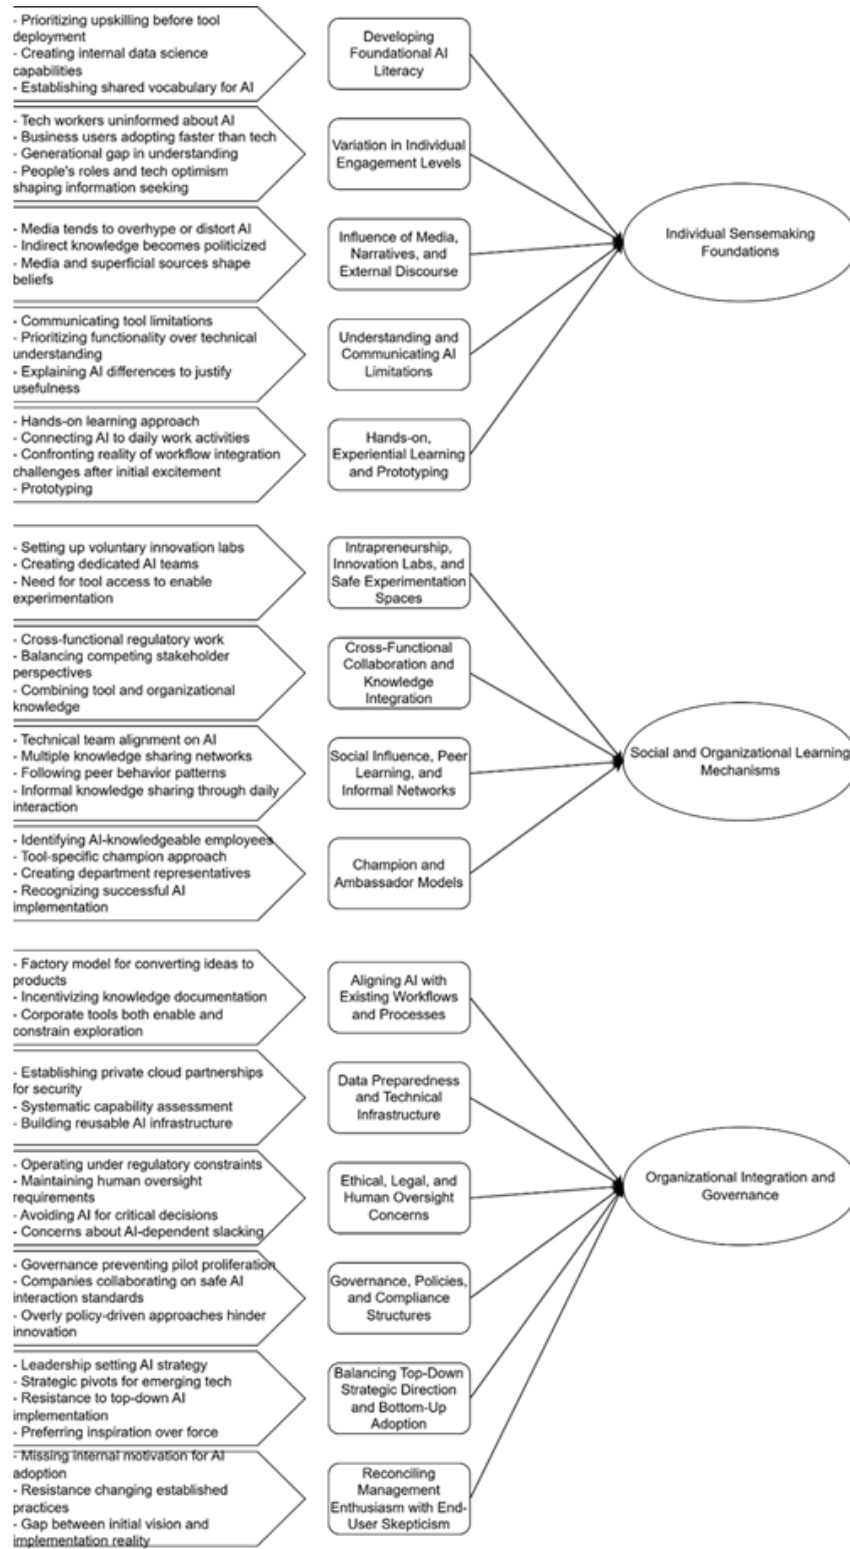 - Prioritizing upskilling before tool
deployment
- Creating internal data science
capabilities
- Establishing shared vocabulary for AI
Developing
Foundational AI
Literacy
- Tech workers uninformed about AI
- Business users adopting faster than tech
- Generational gap in understanding
- People's roles and tech optimism
shaping information seeking
Variation in Individual
Engagement Levels
- Media tends to overhype or distort AI
- Indirect knowledge becomes politicized
- Media and superficial sources shape
beliefs
Influence of Media,
Narratives, and
External Discourse
Individual Sensemaking
Foundations
- Communicating tool limitations
- Prioritizing functionality over technical
understanding
- Explaining AI differences to justify
usefulness
Understanding and
Communicating AI
Limitations
- Hands-on learning approach
- Connecting AI to daily work activities
- Confronting reality of workflow integration
challenges after initial excitement
- Prototyping
Hands-on,
Experiential Learning
and Prototyping
- Setting up voluntary innovation labs
- Creating dedicated AI teams
- Need for tool access to enable
experimentation
Intrapreneurship,
Innovation Labs, and
Safe Experimentation
Spaces
- Cross-functional regulatory work
- Balancing competing stakeholder
perspectives
- Combining tool and organizational
knowledge
Cross-Functional
Collaboration and
Knowledge
Integration
- Technical team alignment on AI
- Multiple knowledge sharing networks
- Following peer behavior patterns
- Informal knowledge sharing through daily
interaction
Social Influence, Peer
Learning, and
Informal Networks
Social and Organizational Learning
Mechanisms
- Identifying AI-knowledgeable employees
- Tool-specific champion approach
- Creating department representatives
- Recognizing successful AI
implementation
Champion and
Ambassador Models
- Factory model for converting ideas to
products
- Incentivizing knowledge documentation
- Corporate tools both enable and
constrain exploration
Aligning AI with
Existing Workflows
and Processes
- Establishing private cloud partnerships
for security
- Systematic capability assessment
- Building reusable AI infrastructure
Data Preparedness
and Technical
Infrastructure
- Operating under regulatory constraints
- Maintaining human oversight
requirements
- Avoiding AI for critical decisions
- Concerns about AI-dependent slacking
Ethical, Legal, and
Human Oversight
Concerns
Organizational Integration and
Governance
- Governance preventing pilot proliferation
- Companies collaborating on safe AI
interaction standards
- Overly policy-driven approaches hinder
innovation
Governance, Policies,
and Compliance
Structures
- Leadership setting AI strategy
- Strategic pivots for emerging tech
- Resistance to top-down AI
implementation
- Preferring inspiration over force
Balancing Top-Down
Strategic Direction
and Bottom-Up
Adoption
- Missing internal motivation for AI
adoption
- Resistance changing established
practices
- Gap between initial vision and
implementation reality
Reconciling
Management
Enthusiasm with End-
User Skepticism